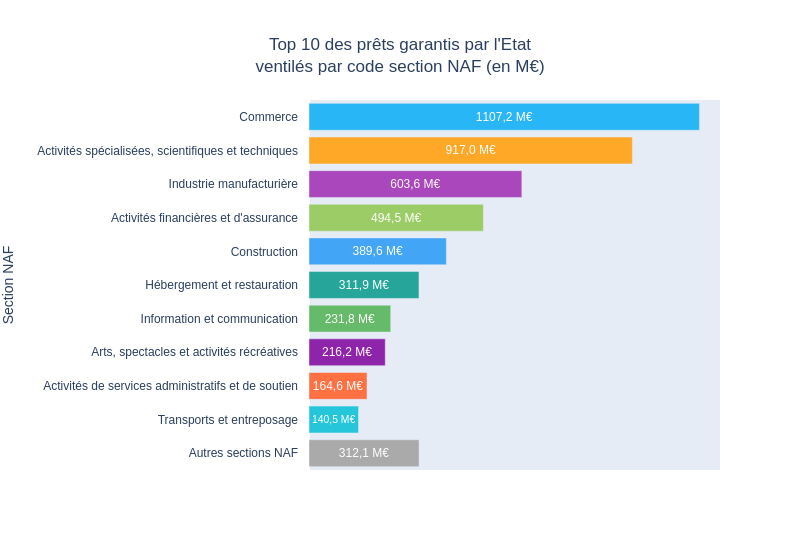 Top 10 des prêts garantis par l'Etat
ventilés par code section NAF (en M€)
Section NAF
Commerce 1107,2 M€
Activités spécialisées, scientifiques et techniques 917,0 M€
Industrie manufacturière 603,6 M€
Activités financières et d'assurance 494,5 M€
Construction 389,6 M€
Hébergement et restauration 311,9 M€
Information et communication 231,8 M€
Arts, spectacles et activités récréatives 216,2 M€
Activités de services administratifs et de soutien 164,6 M€
Transports et entreposage 140,5 M€
Autres sections NAF 312,1 M€